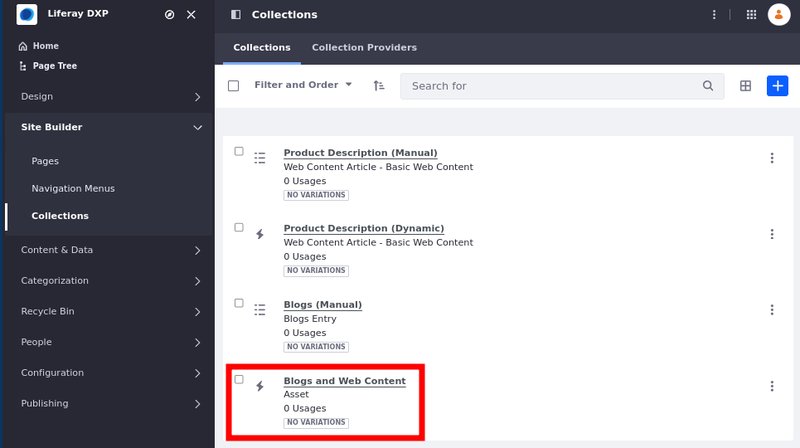 Liferay DXP
Home
Page Tree
Design
Site Builder
Pages
Navigation Menus
Collections
Content & Data
Categorization
Recycle Bin
People
Configuration
Publishing
Collections
Collections
Collection Providers
Filter and Order
Search for
Product Description (Manual)
Web Content Article - Basic Web Content
0 Usages
NO VARIATIONS
Product Description (Dynamic)
Web Content Article - Basic Web Content
0 Usages
NO VARIATIONS
Blogs (Manual)
Blogs Entry
0 Usages
NO VARIATIONS
Blogs and Web Content
Asset
0 Usages
NO VARIATIONS